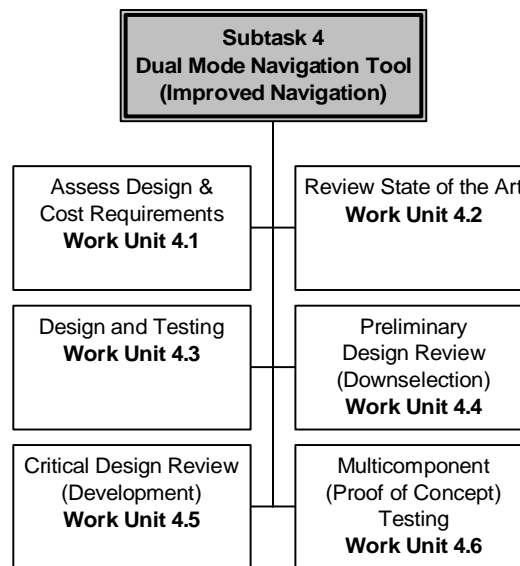 Subtask 4
Dual Mode Navigation Tool
(Improved Navigation)
Assess Design &
Cost Requirements
Work Unit 4.1
Review State of the Art
Work Unit 4.2
Design and Testing
Work Unit 4.3
Preliminary
Design Review
(Downselection)
Work Unit 4.4
Critical Design Review
(Development)
Work Unit 4.5
Multicomponent
(Proof of Concept)
Testing
Work Unit 4.6